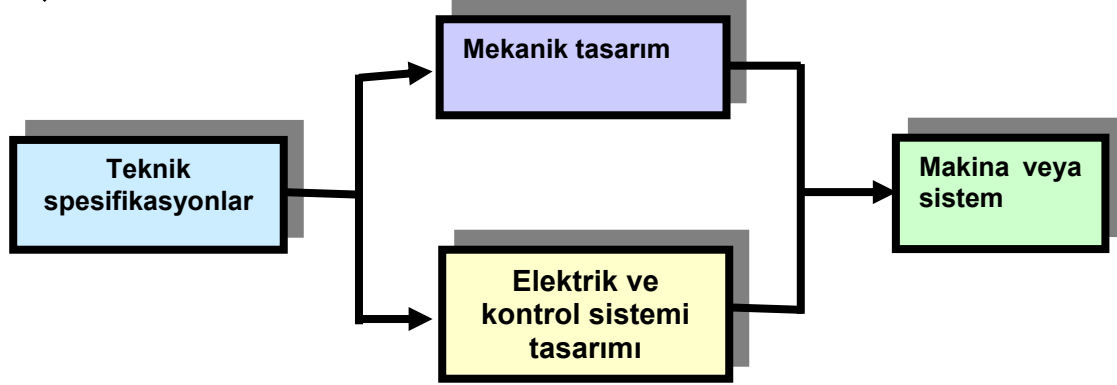 Mekanik tasarım
Teknik
spesifikasyonlar
Makina veya
sistem
Elektrik ve
kontrol sistemi
tasarımı